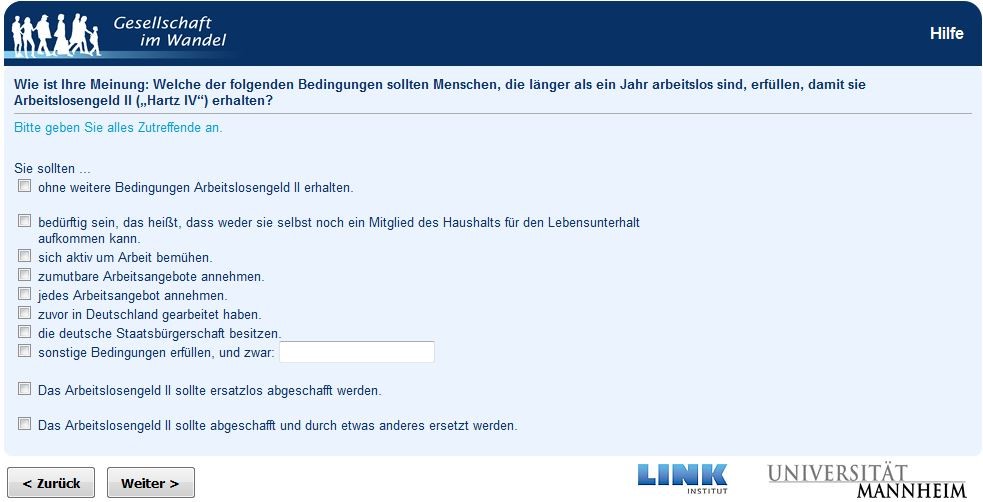 Gesellschaft
im Wandel
Hilfe
Wie ist Ihre Meinung: Welche der folgenden Bedingungen sollten Menschen, die länger als ein Jahr arbeitslos sind, erfüllen, damit sie
Arbeitslosengeld II („Hartz IV“) erhalten?
Bitte geben Sie alles Zutreffende an.
Sie sollten ...
ohne weitere Bedingungen Arbeitslosengeld II erhalten.
bedürftig sein, das heißt, dass weder sie selbst noch ein Mitglied des Haushalts für den Lebensunterhalt
aufkommen kann.
sich aktiv um Arbeit bemühen.
zumutbare Arbeitsangebote annehmen.
jedes Arbeitsangebot annehmen.
zuvor in Deutschland gearbeitet haben.
die deutsche Staatsbürgerschaft besitzen.
sonstige Bedingungen erfüllen, und zwar:
Das Arbeitslosengeld II sollte ersatzlos abgeschafft werden.
Das Arbeitslosengeld II sollte abgeschafft und durch etwas anderes ersetzt werden.
< Zurück
Weiter >
LINK
INSTITUT
UNIVERSITÄT
MANNHEIM